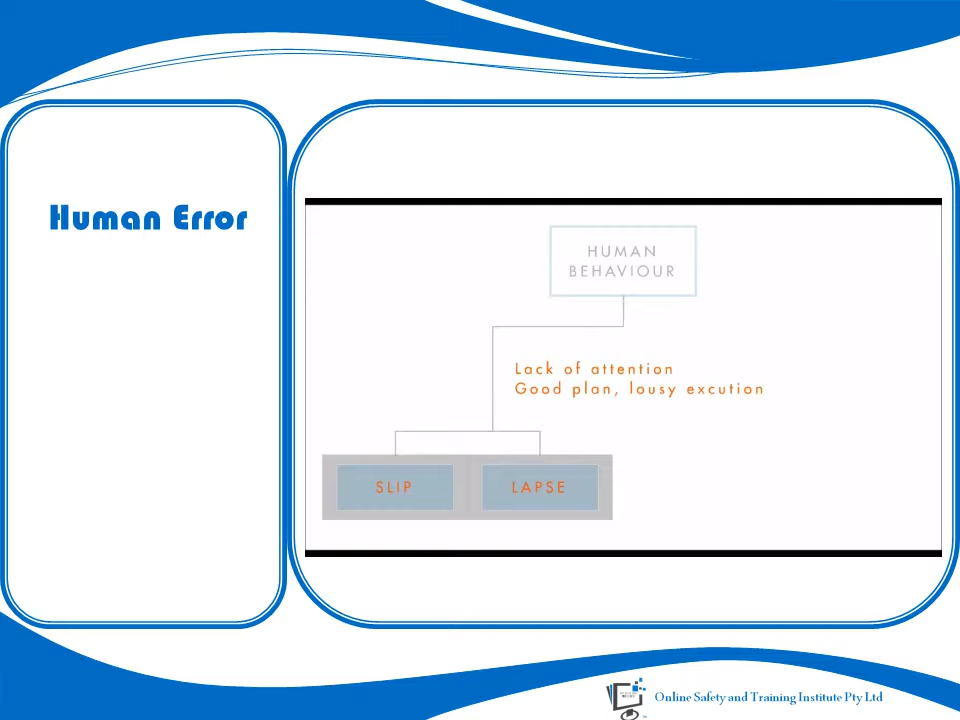 Human Error
HUMAN
BEHAVIOUR
Lack of attention
Good plan, lousy excution
SLIP
LAPSE
Online Safety and Training Institute Pty Ltd